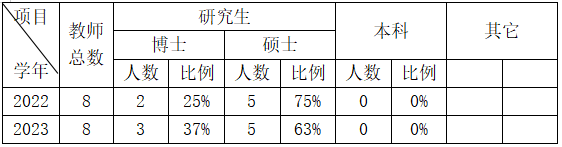 项目 教师总数 研究生 本科 其它
博士 硕士
学年 人数 比例 人数 比例 人数 比例
2022 8 2 25% 5 75% 0 0%
2023 8 3 37% 5 63% 0 0%